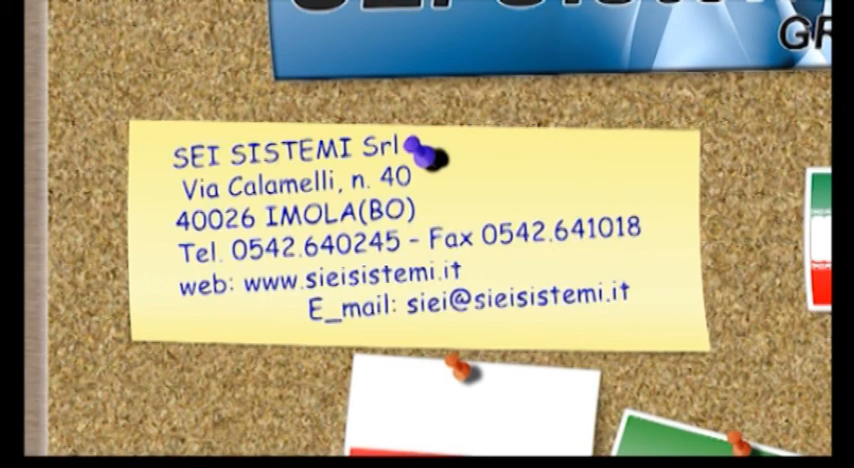 GR
SEI SISTEMI Srl
Via Calamelli, n. 40
40026 IMOLA(BO)
Tel. 0542.640245 - Fax 0542.641018
web: www.sieisistemi.it
E_mail: siei@sieisistemi.it